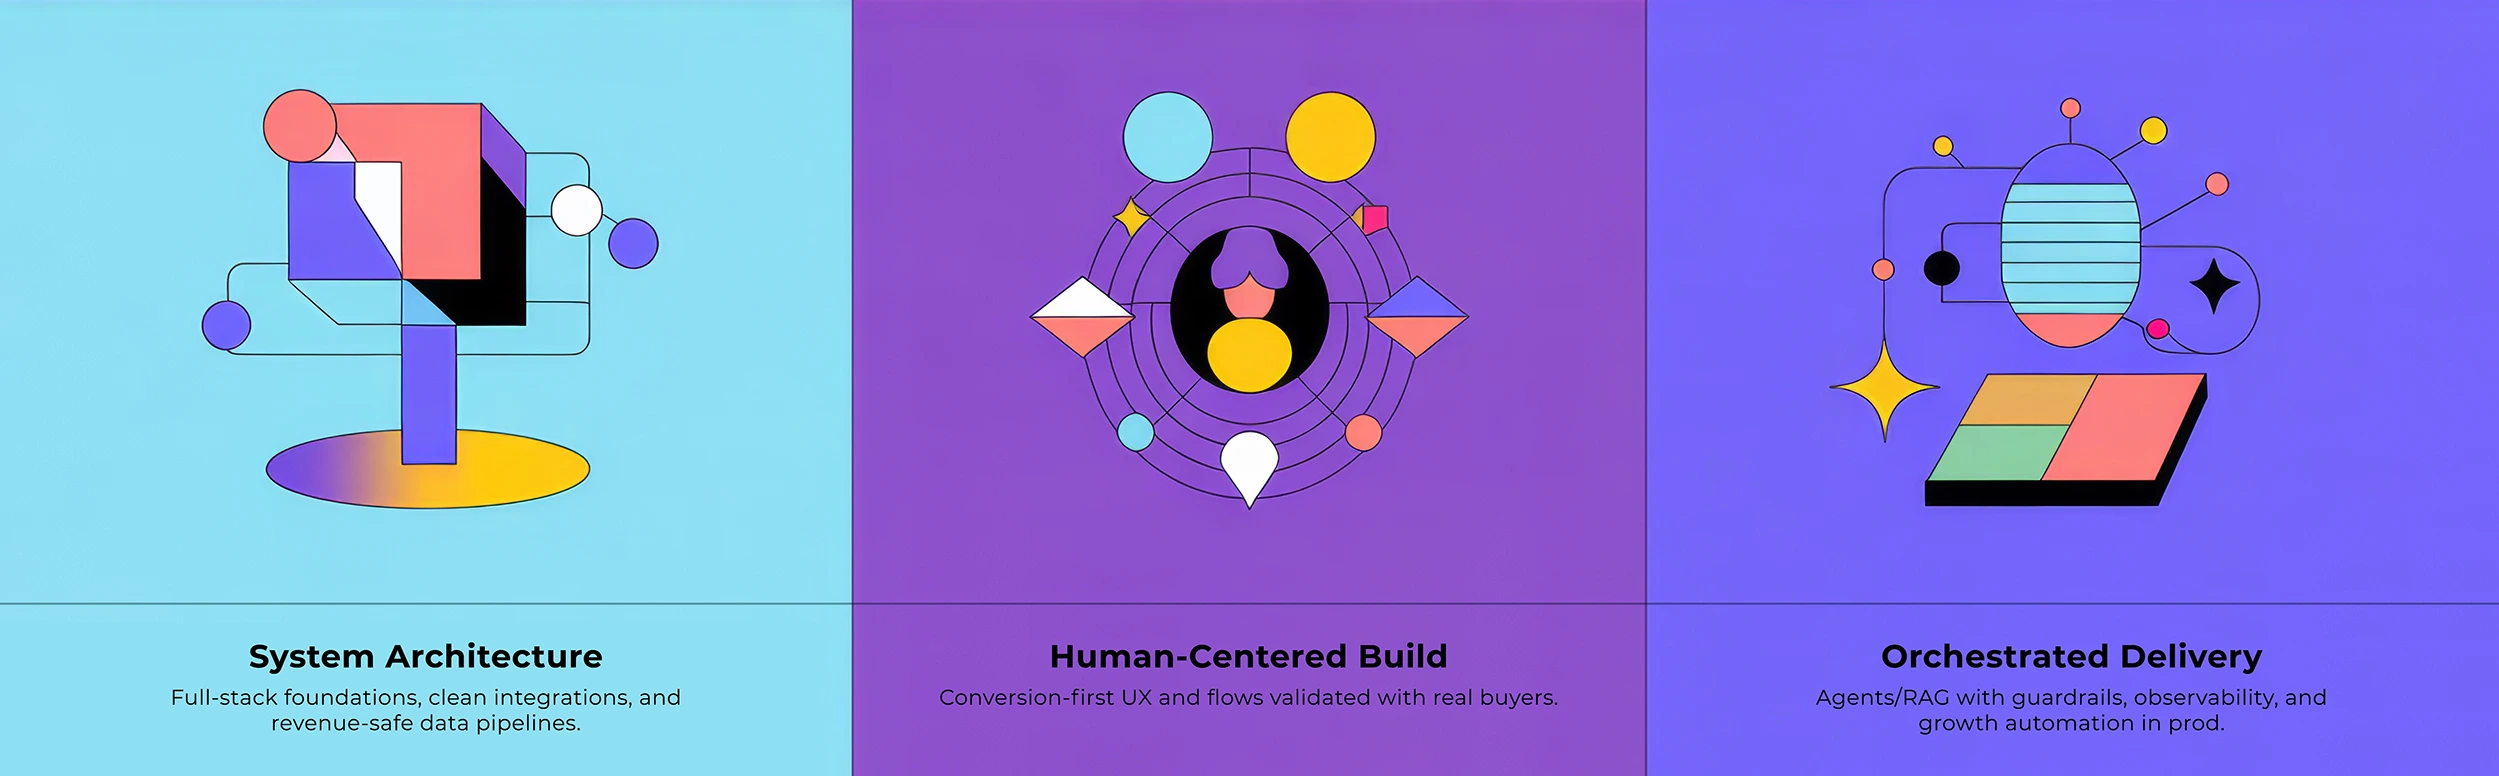 System Architecture
Full-stack foundations, clean integrations, and
revenue-safe data pipelines.
Human-Centered Build
Conversion-first UX and flows validated with real buyers.
Orchestrated Delivery
Agents/RAG with guardrails, observability, and
growth automation in prod.